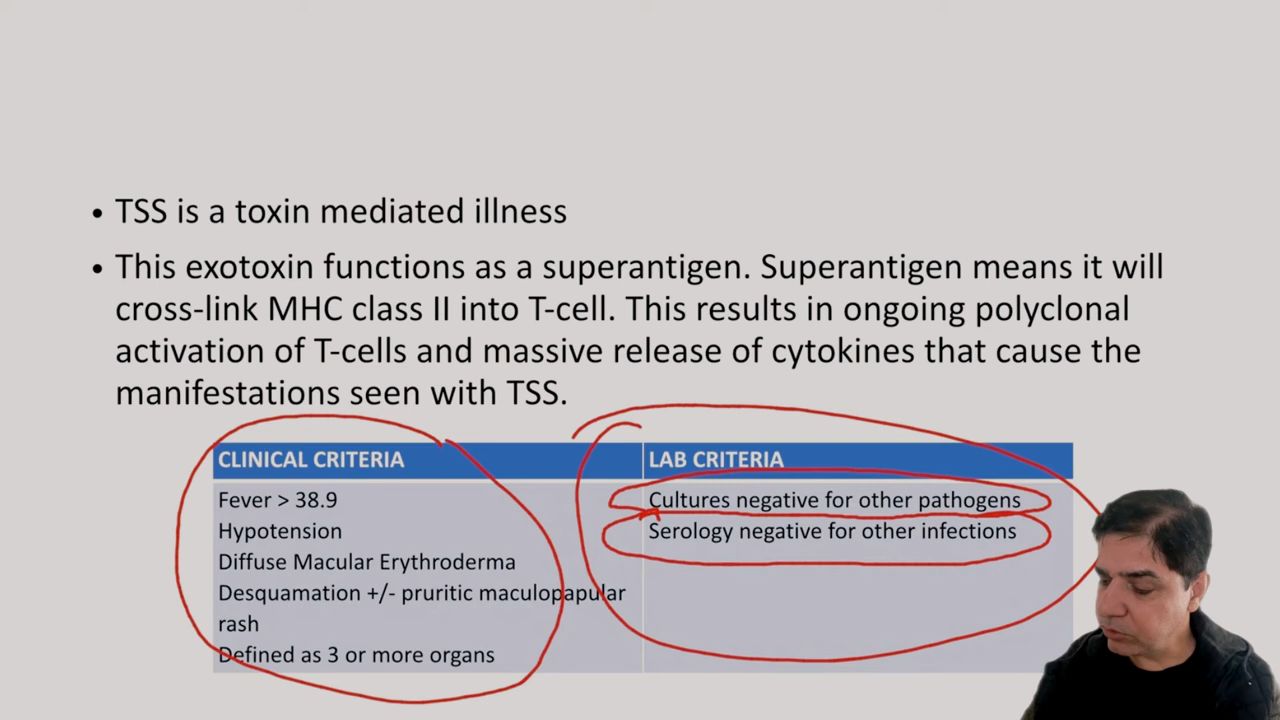 • TSS is a toxin mediated illness
• This exotoxin functions as a superantigen. Superantigen means it will
cross-link MHC class II into T-cell. This results in ongoing polyclonal
activation of T-cells and massive release of cytokines that cause the
manifestations seen with TSS.
CLINICAL CRITERIA
Fever > 38.9
Hypotension
Diffuse Macular Erythroderma
Desquamation +/- pruritic maculopapular
rash
Defined as 3 or more organs
LAB CRITERIA
Cultures negative for other pathogens
Serology negative for other infections